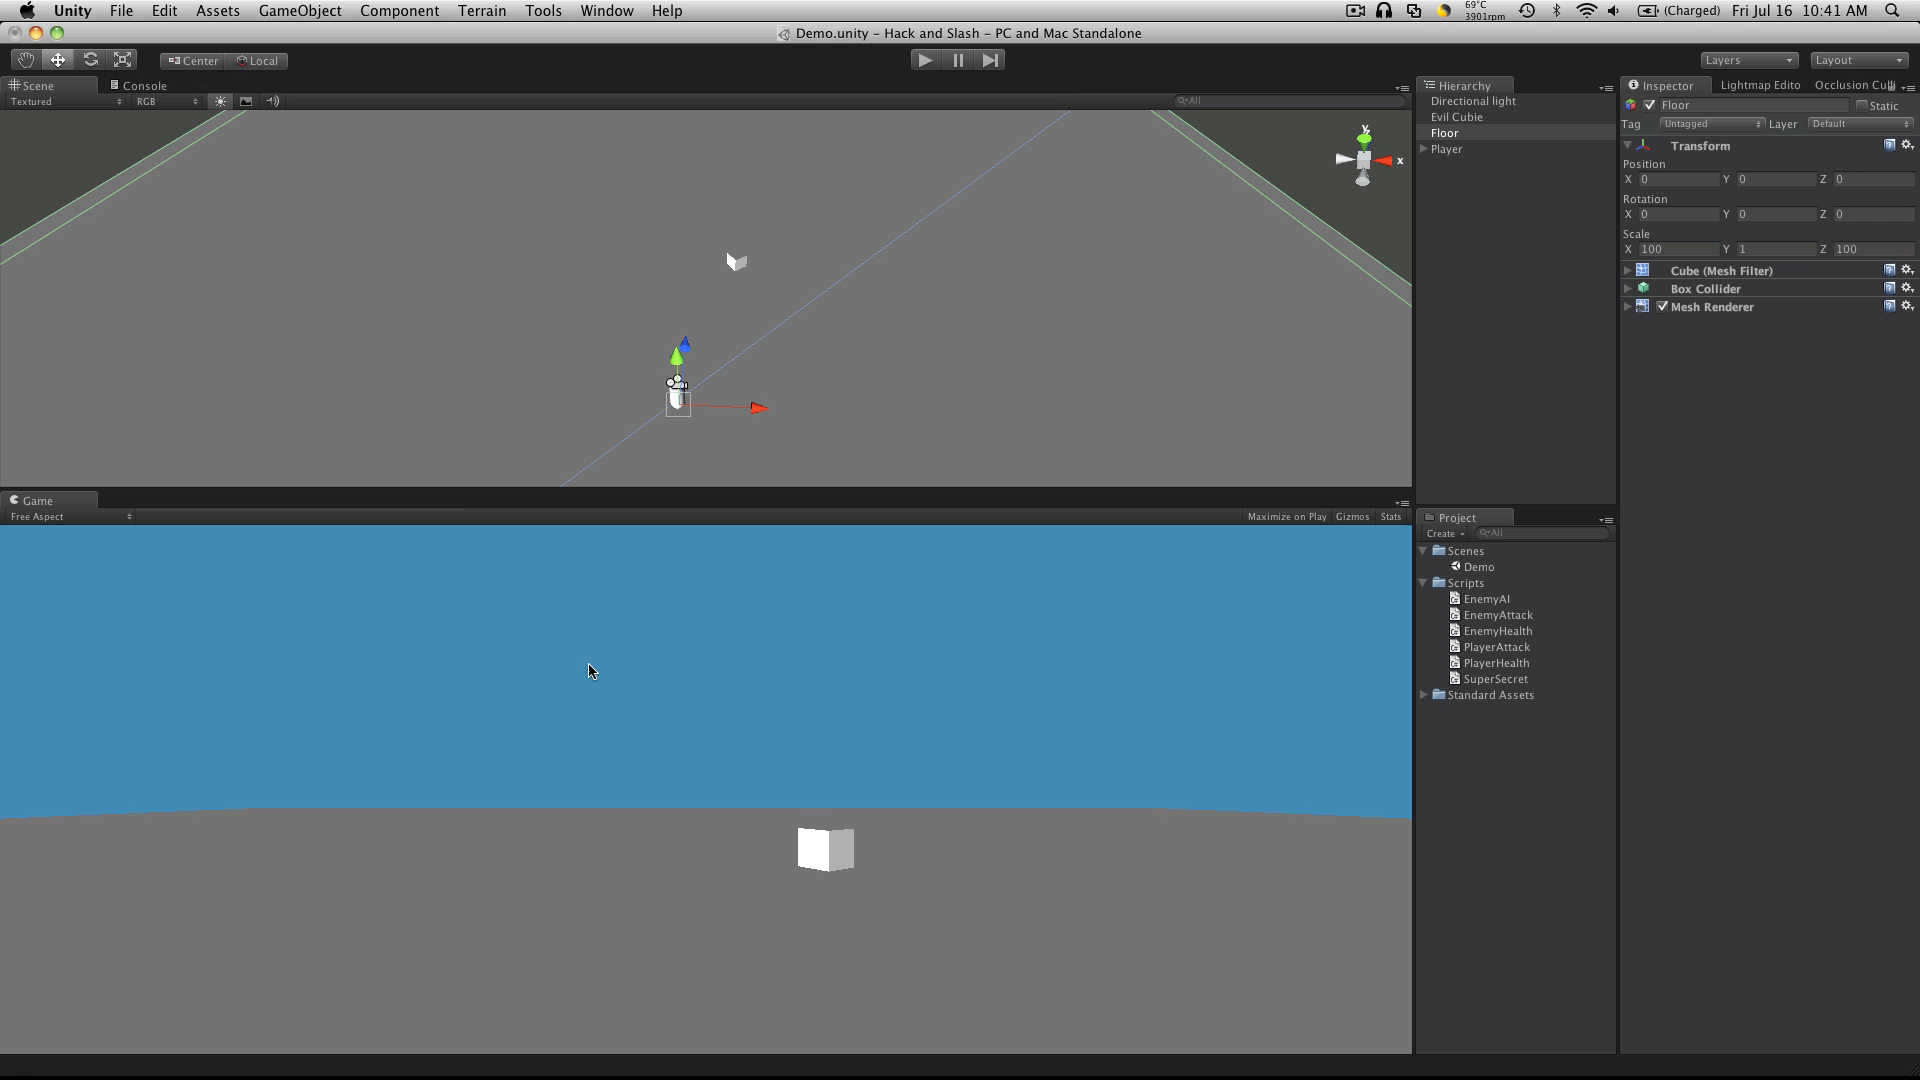 Unity File Edit Assets GameObject Component Terrain Tools Window Help 69°C 3901rpm (Charged) Fri Jul 16 10:41 AM
Demo.unity – Hack and Slash – PC and Mac Standalone
Center Local Layers Layout
Scene Console
Textured RGB All
y
x
Game
Free Aspect Maximize on Play Gizmos Stats
Hierarchy
Directional light
Evil Cubie
Floor
Player
Project
Create All
Scenes
Demo
Scripts
EnemyAI
EnemyAttack
EnemyHealth
PlayerAttack
PlayerHealth
SuperSecret
Standard Assets
Inspector Lightmap Edito Occlusion Cull
Floor Static
Tag Untagged Layer Default
Transform
Position
X 0 Y 0 Z 0
Rotation
X 0 Y 0 Z 0
Scale
X 100 Y 1 Z 100
Cube (Mesh Filter)
Box Collider
Mesh Renderer